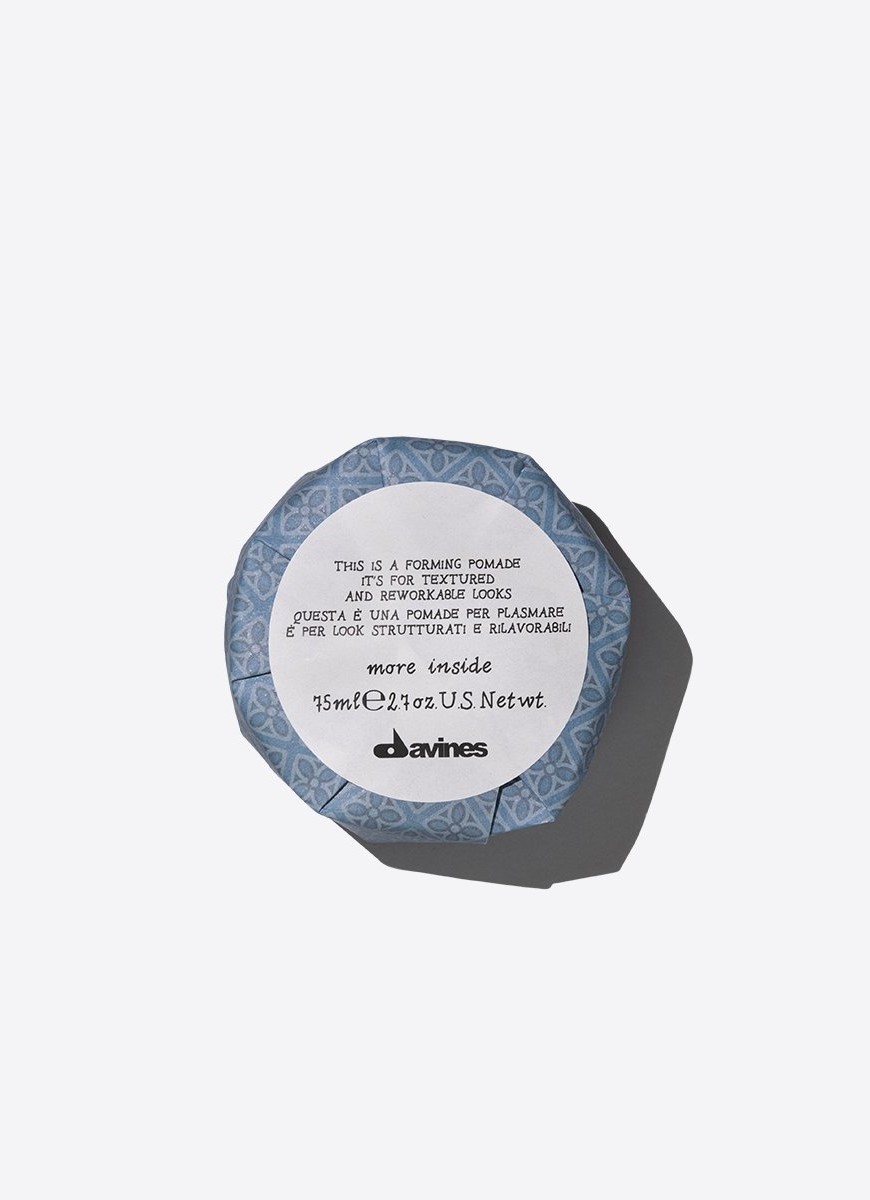 THIS IS A FORMING POMADE
IT'S FOR TEXTURED
AND REWORKABLE LOOKS
QUESTA È UNA POMADE PER PLASMARE
È PER LOOK STRUTTURATI E RILAVORABILI
more inside
75ml℮2.7oz.U.S. Net wt.
davines